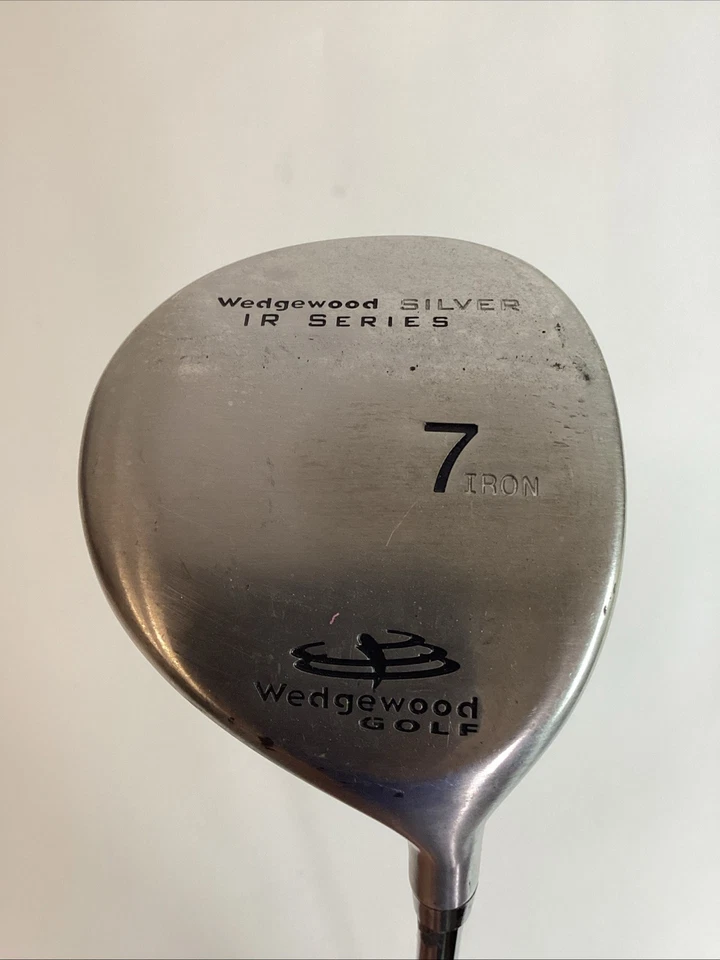 Wedgewood SILVER
IR SERIES
7 IRON
Wedgewood
GOLF